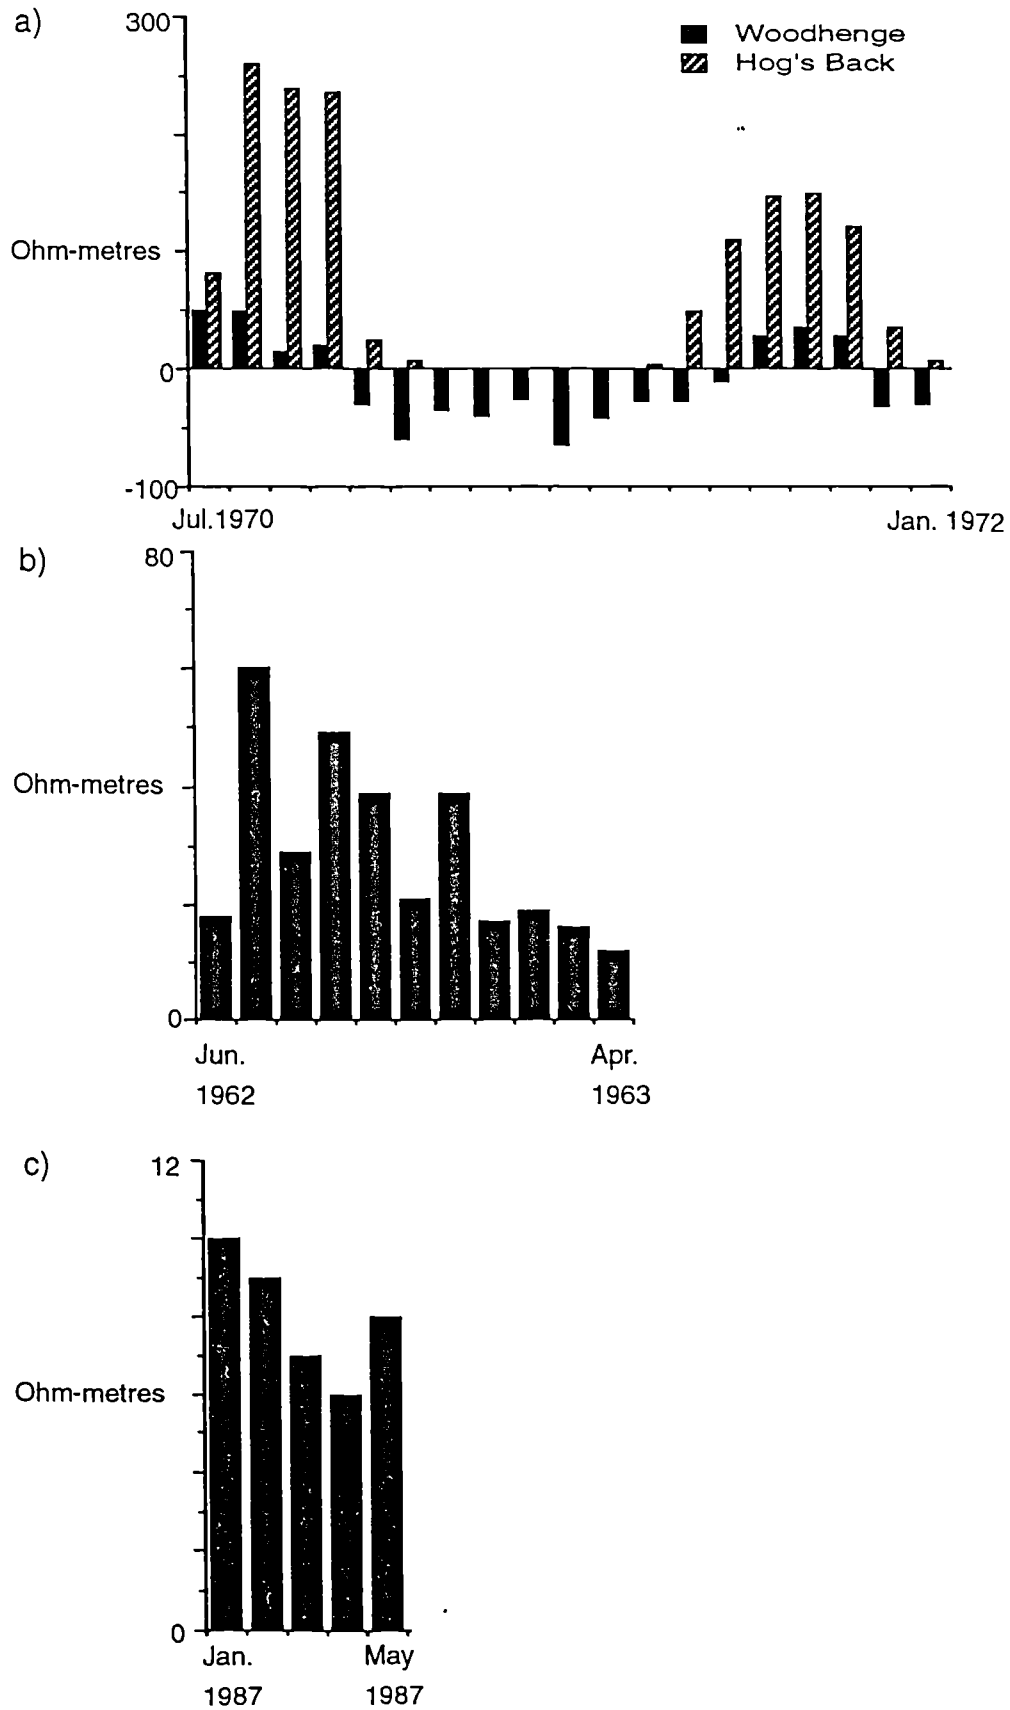 a)
300
Woodhenge
Hog's Back
Ohm-metres
0
-100
Jul.1970
Jan. 1972
b)
80
Ohm-metres
0
Jun.
1962
Apr.
1963
c)
12
Ohm-metres
0
Jan.
1987
May
1987